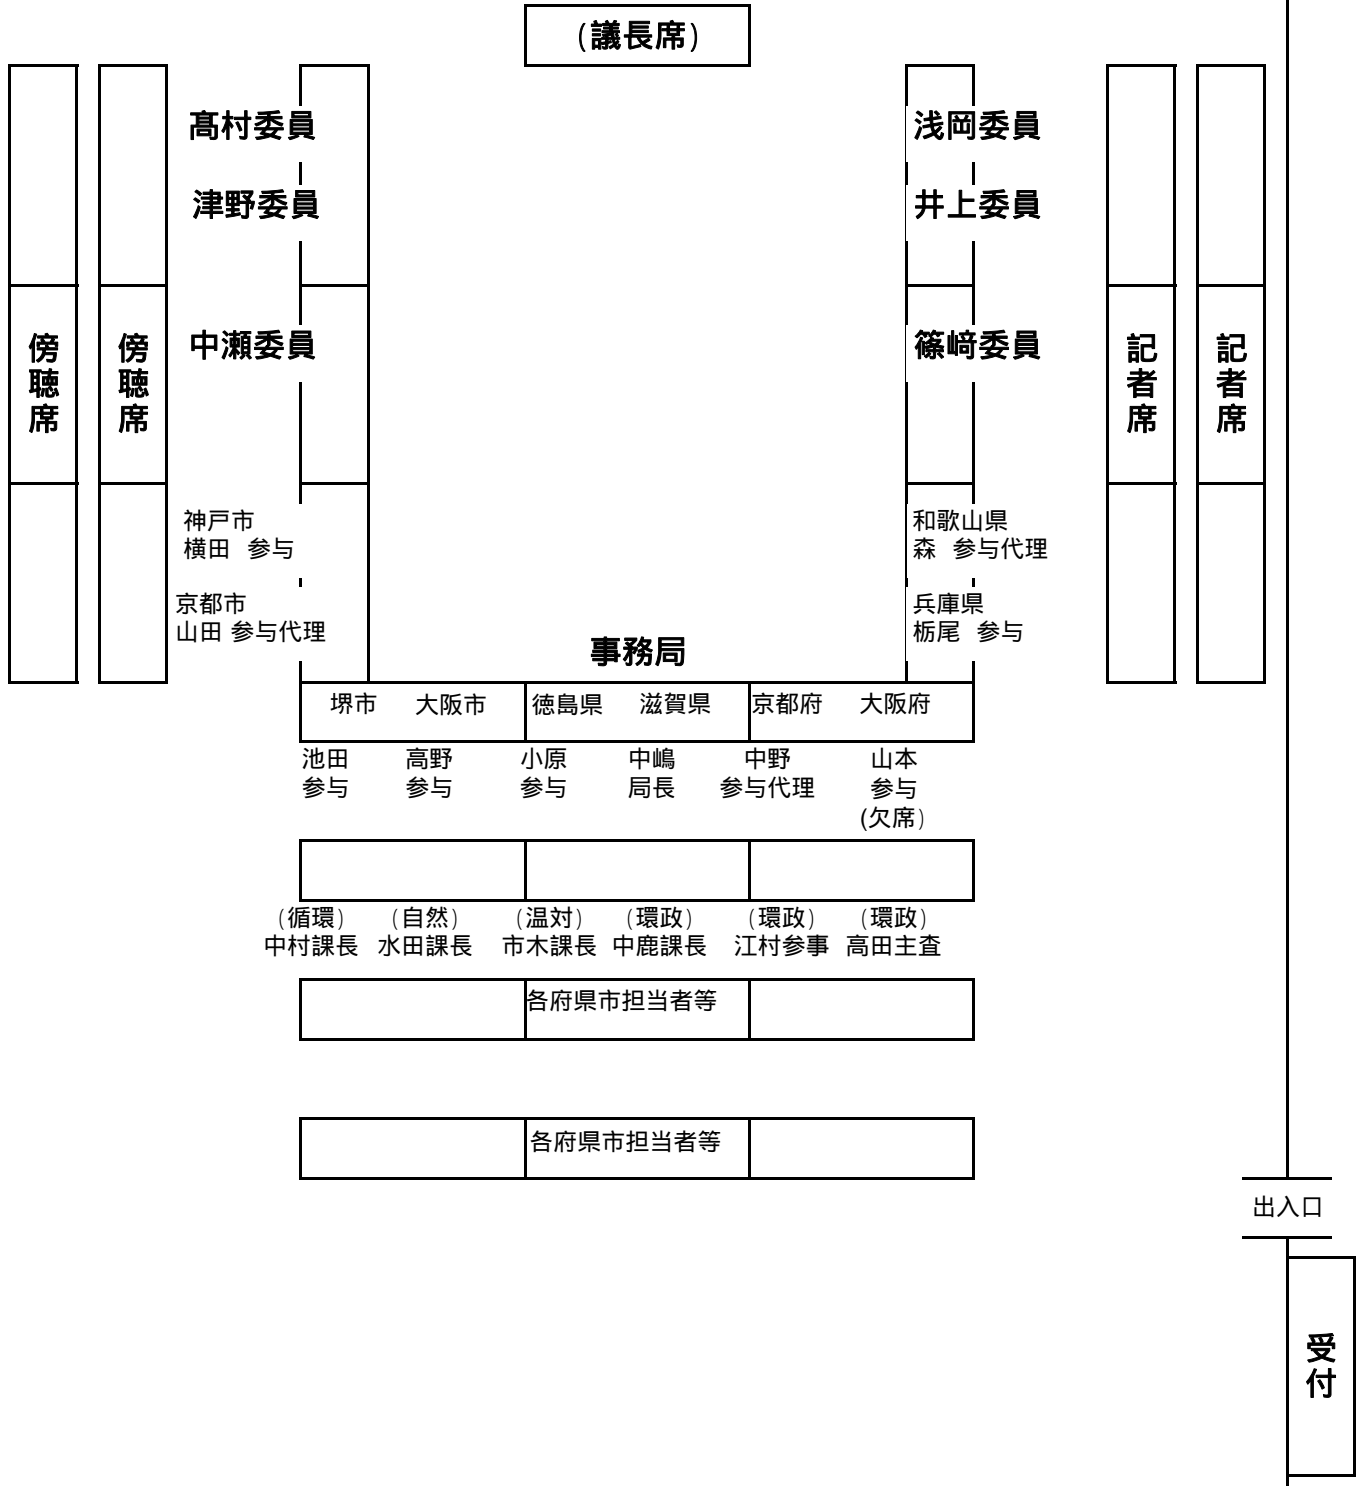 (議長席)
髙村委員
浅岡委員
津野委員
井上委員
中瀬委員
篠﨑委員
傍聴席
傍聴席
記者席
記者席
神戸市
横田 参与
和歌山県
森 参与代理
京都市
山田 参与代理
兵庫県
栃尾 参与
事務局
堺市 大阪市 徳島県 滋賀県 京都府 大阪府
池田 高野 小原 中嶋 中野 山本
参与 参与 参与 局長 参与代理 参与
(欠席)
(循環) (自然) (温対) (環政) (環政) (環政)
中村課長 水田課長 市木課長 中鹿課長 江村参事 高田主査
各府県市担当者等
各府県市担当者等
出入口
受付